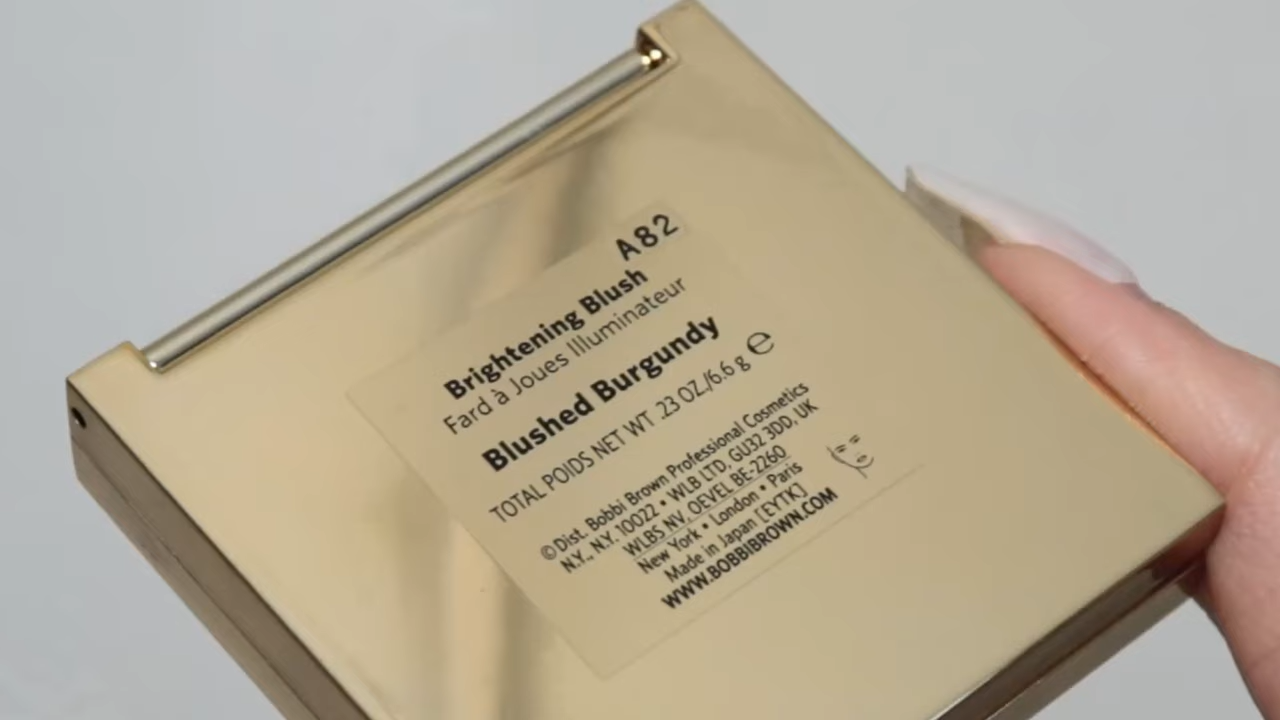 A82
Brightening Blush
Fard à Joues Illuminateur
Blushed Burgundy
TOTAL POIDS NET WT .23 OZ./6.6 g ℮
©Dist. Bobbi Brown Professional Cosmetics
N.Y., N.Y. 10022 • WLB LTD, GU32 3DD, UK
WLBS NV, OEVEL BE-2260
New York • London • Paris
Made in Japan [EYTK]
WWW.BOBBIBROWN.COM